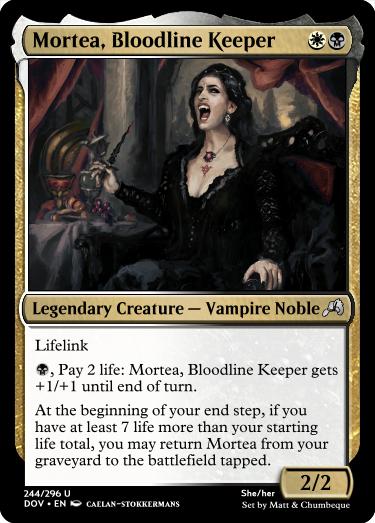 Mortea, Bloodline Keeper
Legendary Creature — Vampire Noble
Lifelink
, Pay 2 life: Mortea, Bloodline Keeper gets
+1/+1 until end of turn.
At the beginning of your end step, if you
have at least 7 life more than your starting
life total, you may return Mortea from your
graveyard to the battlefield tapped.
2/2
244/296 U
DOV • EN CAELAN-STOKKERMANS
She/her
Set by Matt & Chumbeque